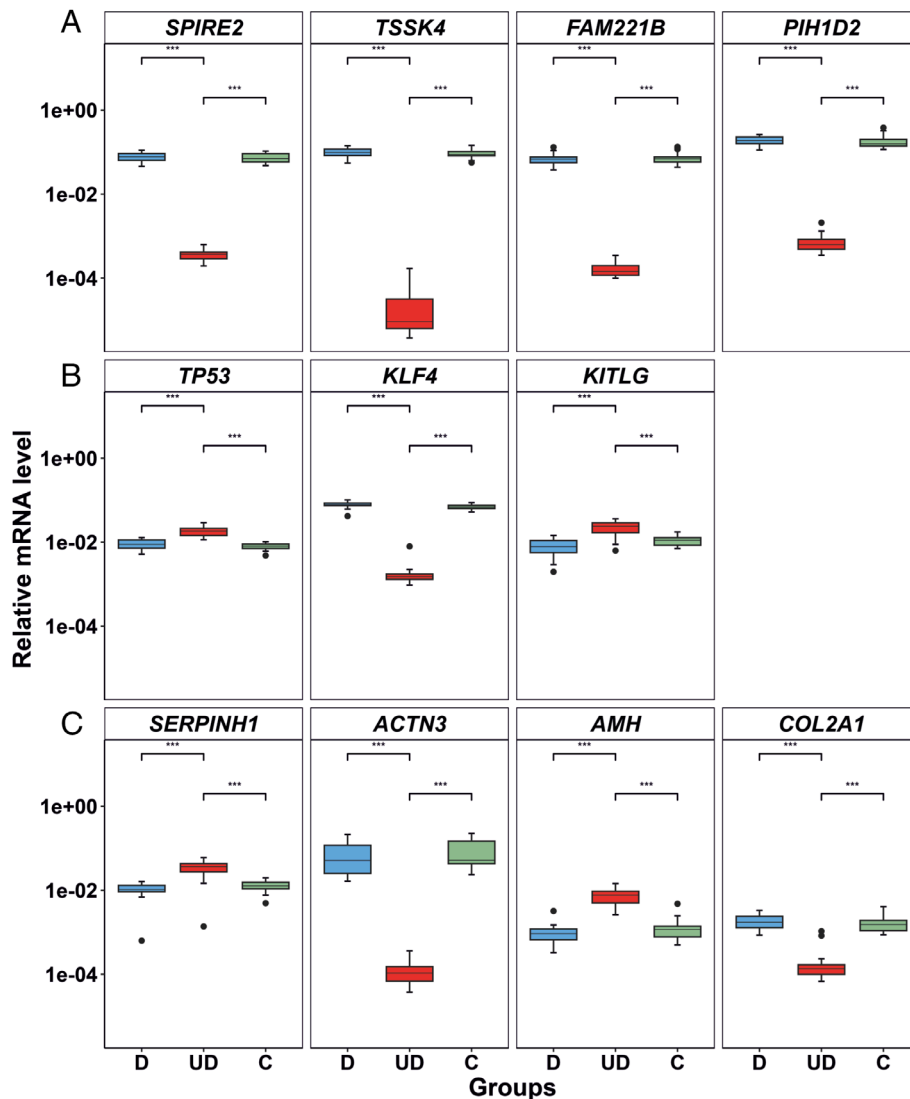 A
SPIRE2 TSSK4 FAM221B PIH1D2
*** *** *** ***
*** *** *** ***
1e+00
1e-02
1e-04
B
TP53 KLF4 KITLG
*** *** ***
*** *** ***
1e+00
1e-02
1e-04
Relative mRNA level
C
SERPINH1 ACTN3 AMH COL2A1
*** *** *** ***
*** *** *** ***
1e+00
1e-02
1e-04
D UD C D UD C D UD C D UD C
Groups